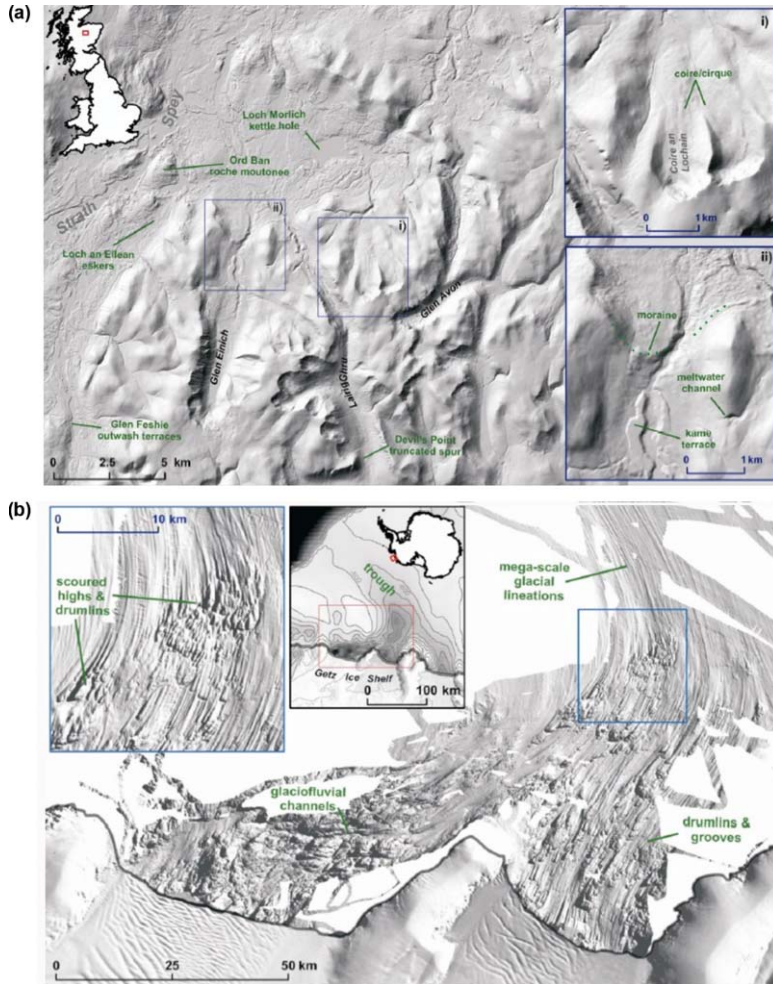 (a)
Spey
Strath
Loch Morlich
kettle hole
Ord Ban
roche moutonee
Loch an Eilean
eskers
ii)
i)
Glen Einich
LairigGhru
Glen Avon
Glen Feshie
outwash terraces
Devil's Point
truncated spur
0 2.5 5 km
i)
coire/cirque
Coire an
Lochain
0 1 km
ii)
moraine
meltwater
channel
kame
terrace
0 1 km
(b)
0 10 km
scoured
highs &
drumlins
trough
Getz Ice Shelf
0 100 km
mega-scale
glacial
lineations
glaciofluvial
channels
drumlins &
grooves
0 25 50 km